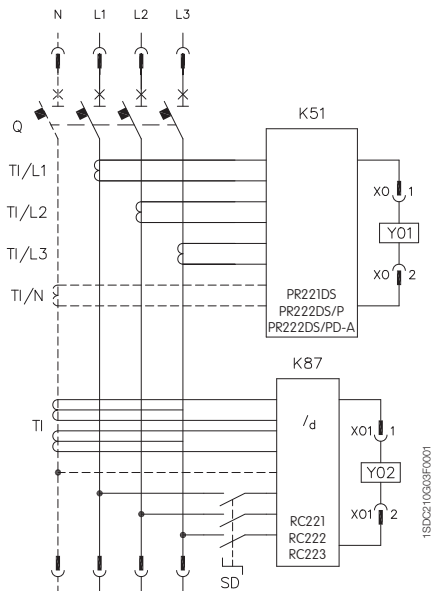 N L1 L2 L3
Q
K51
TI/L1
TI/L2
TI/L3
TI/N
PR221DS
PR222DS/P
PR222DS/PD-A
X0 1
Y01
X0 2
K87
TI
/d
X01 1
Y02
X01 2
RC221
RC222
RC223
SD
1SDC210G03F0001